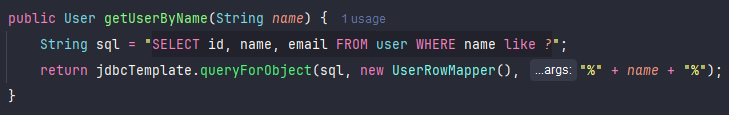 public User getUserByName(String name) { 1 usage
String sql = "SELECT id, name, email FROM user WHERE name like ?";
return jdbcTemplate.queryForObject(sql, new UserRowMapper(), ...args: "%" + name + "%");
}